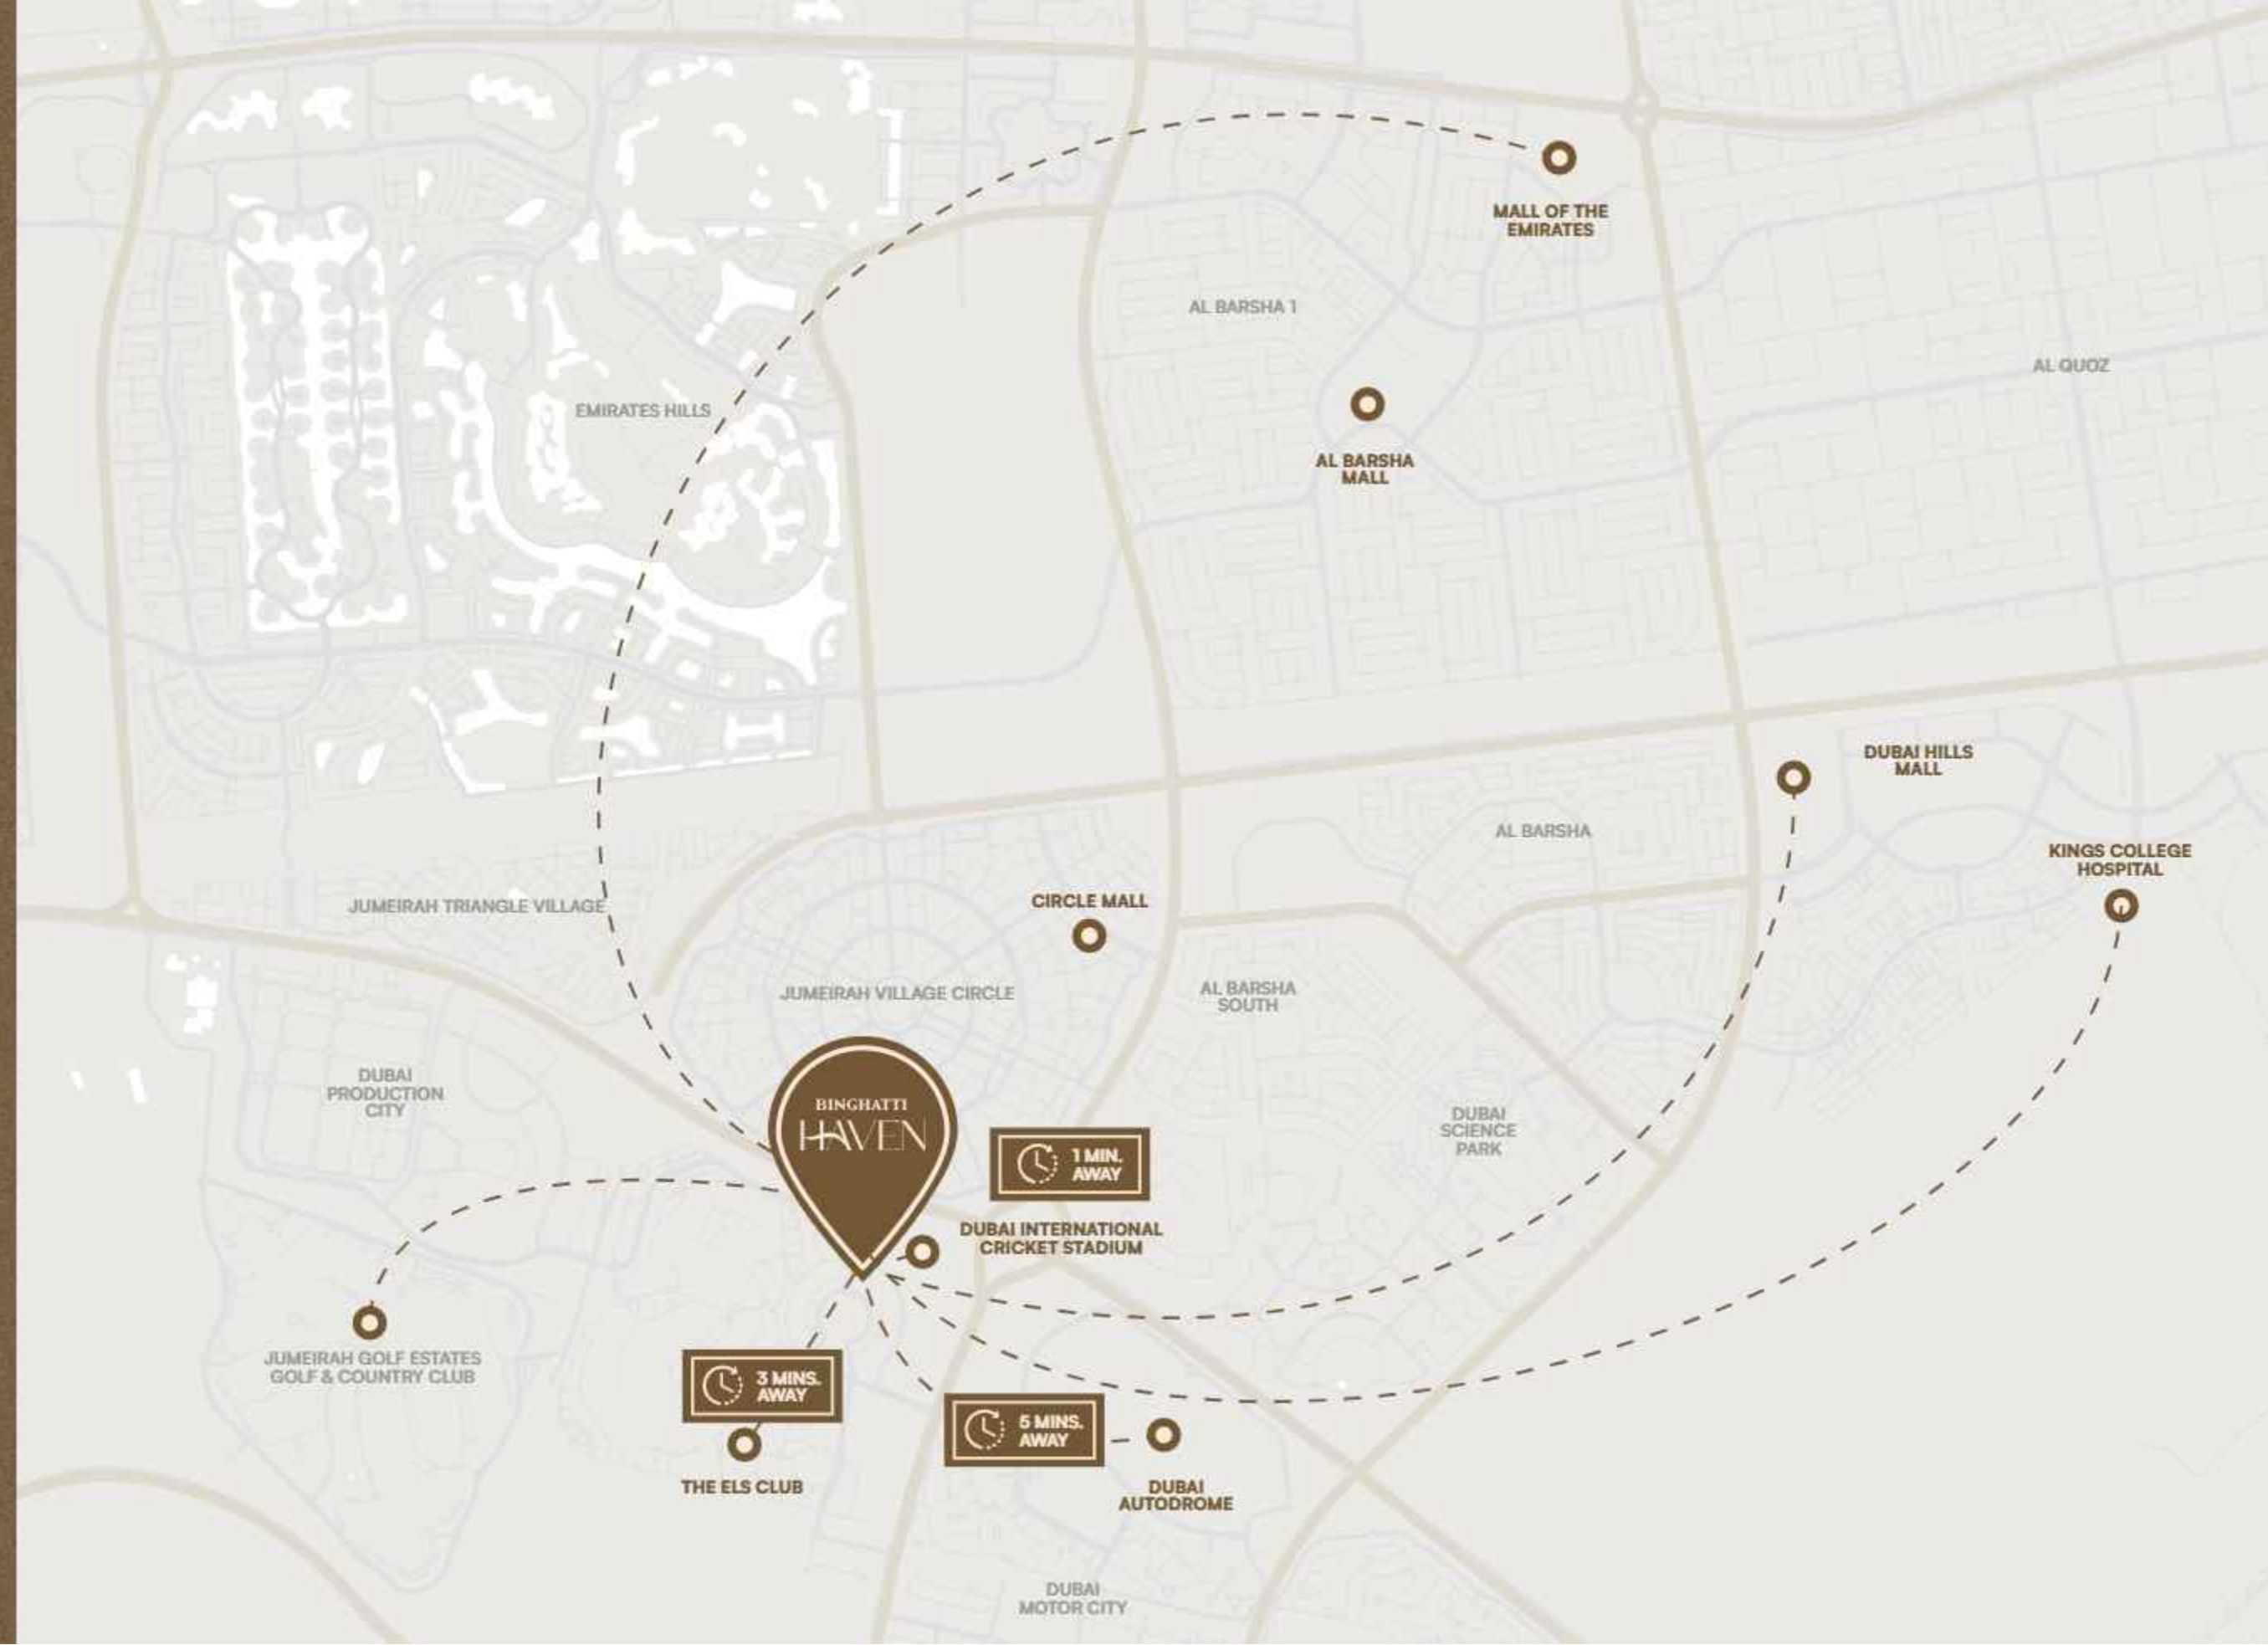 MALL OF THE
EMIRATES
AL BARSHA 1
AL QUOZ
EMIRATES HILLS
AL BARSHA
MALL
DUBAI HILLS
MALL
AL BARSHA
KINGS COLLEGE
HOSPITAL
CIRCLE MALL
JUMEIRAH TRIANGLE VILLAGE
JUMEIRAH VILLAGE CIRCLE
AL BARSHA
SOUTH
DUBAI
PRODUCTION
CITY
BINGHATTI
HAVEN
DUBAI
SCIENCE
PARK
1 MIN.
AWAY
DUBAI INTERNATIONAL
CRICKET STADIUM
JUMEIRAH GOLF ESTATES
GOLF & COUNTRY CLUB
3 MINS.
AWAY
5 MINS.
AWAY
THE ELS CLUB
DUBAI
AUTODROME
DUBAI
MOTOR CITY